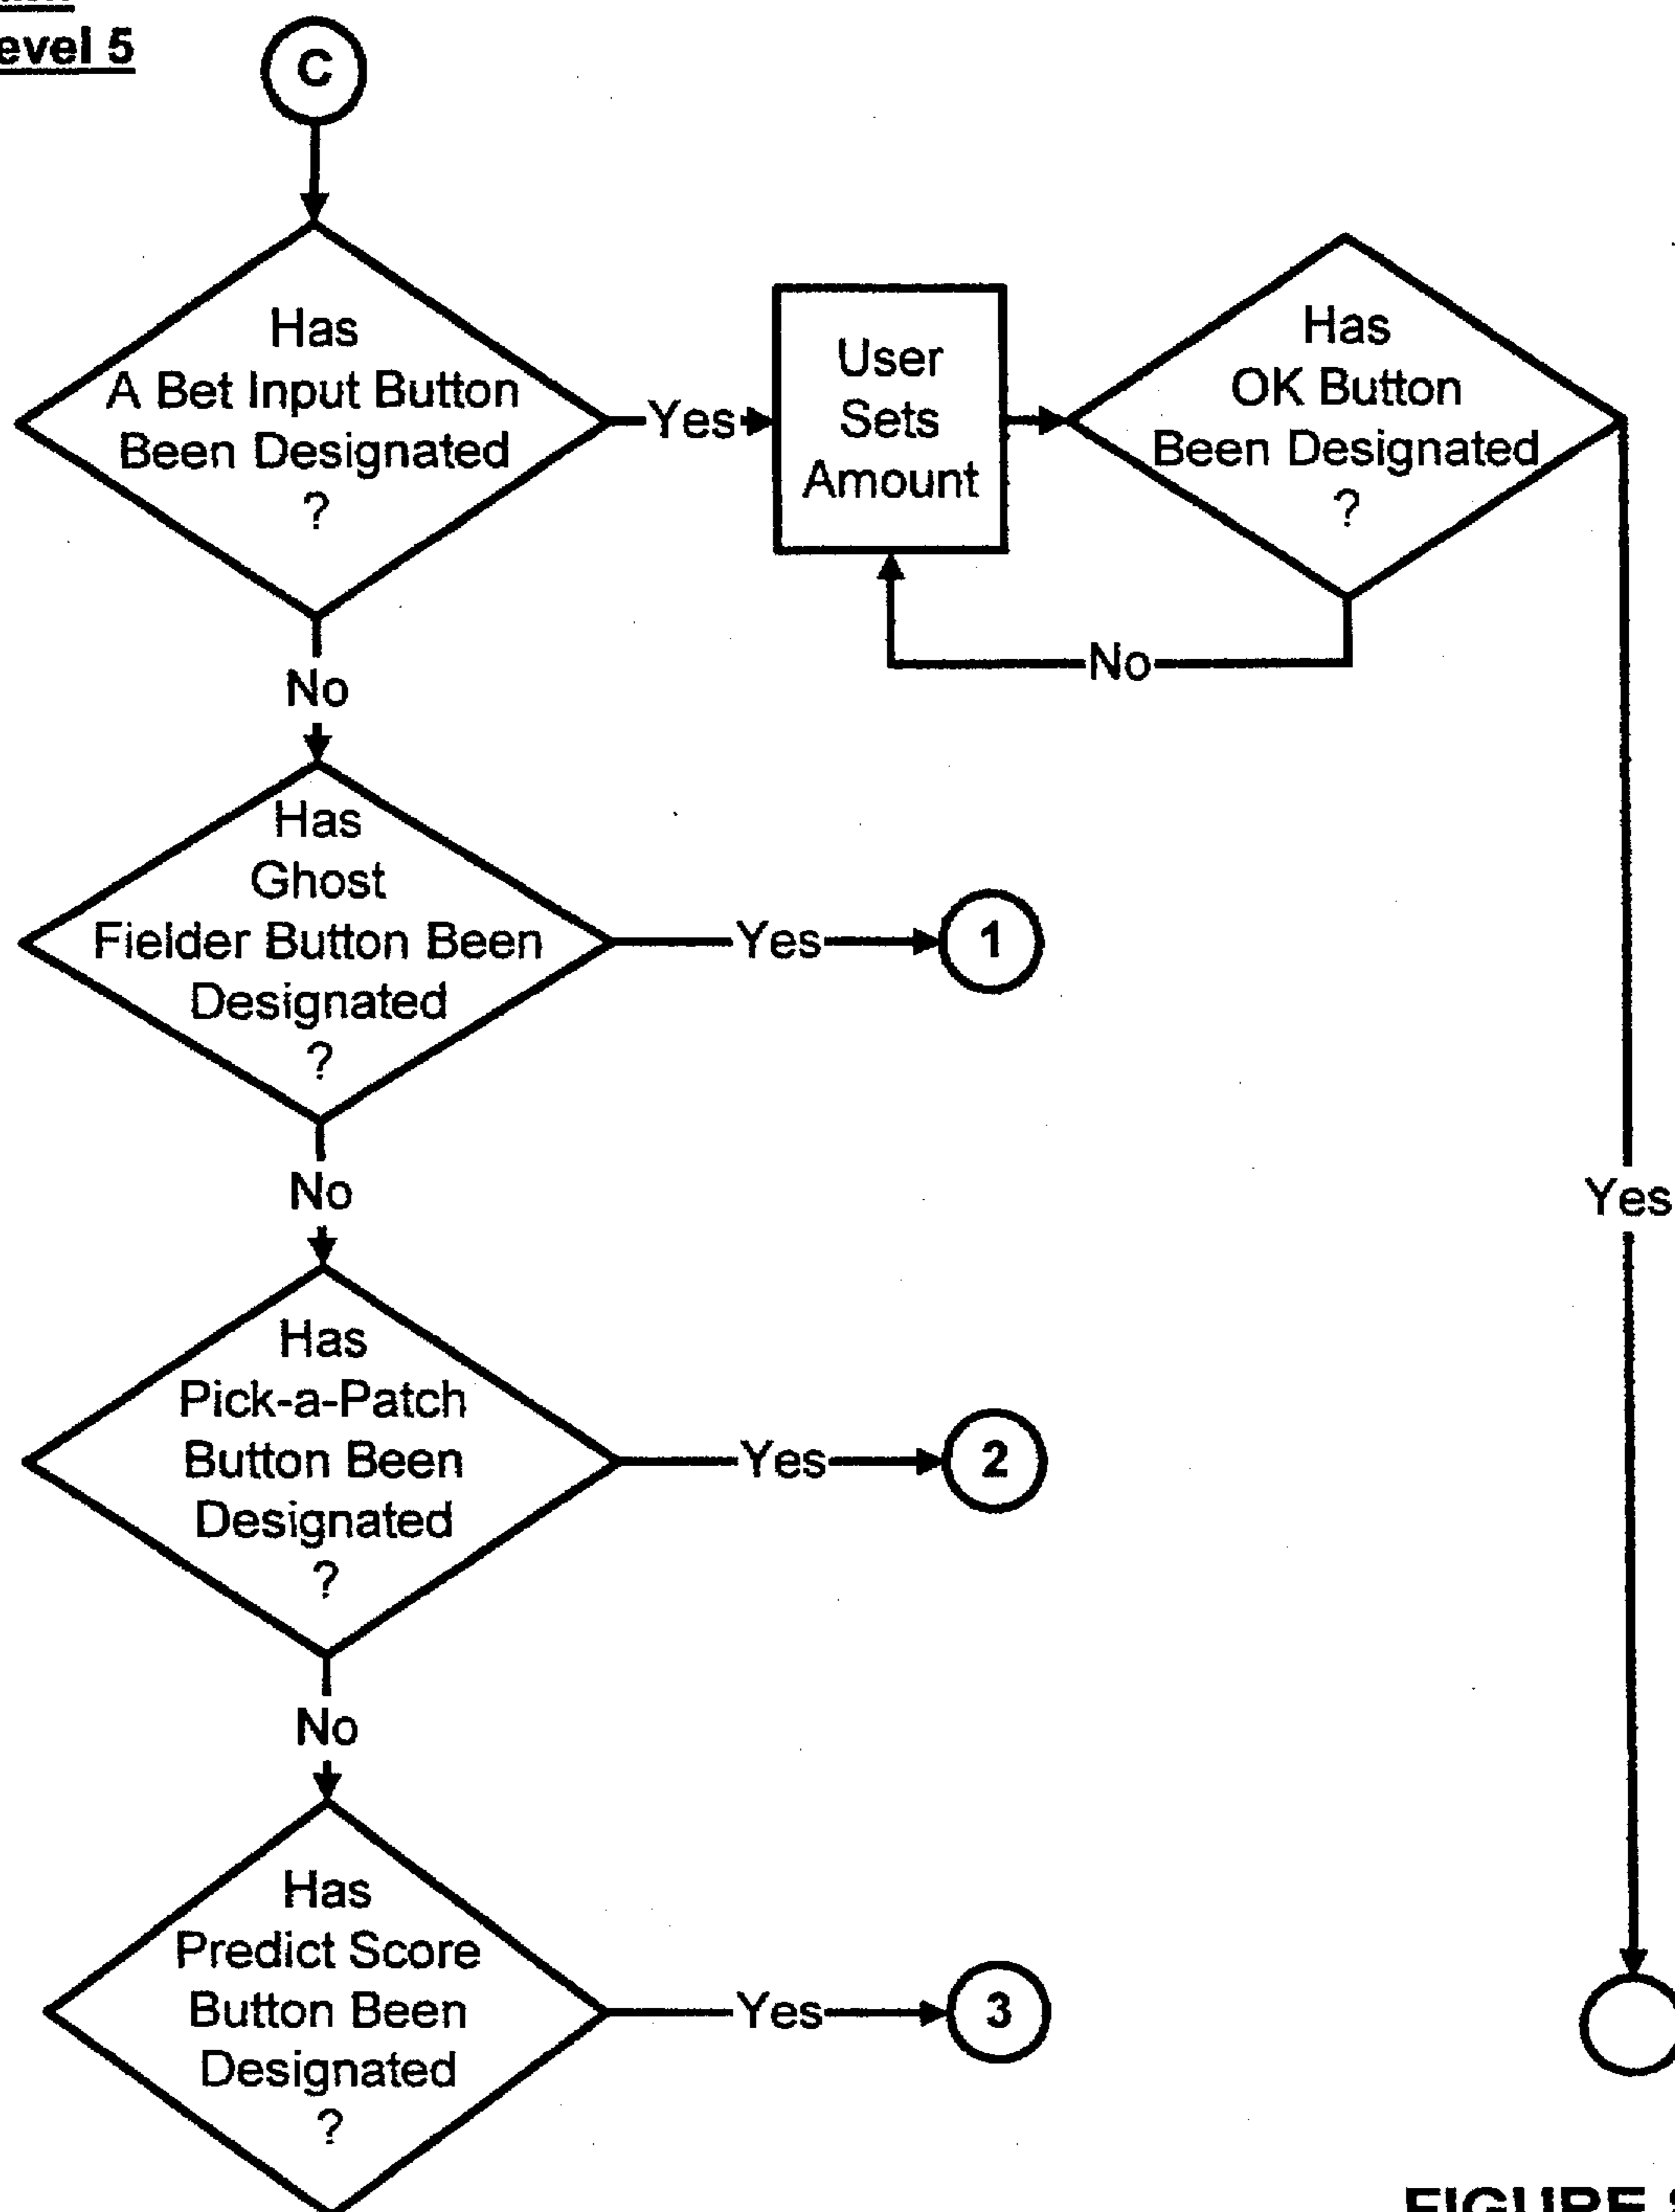 evel 5
C
Has
A Bet Input Button
Been Designated
?
Yes
User
Sets
Amount
Has
OK Button
Been Designated
?
No
No
Has
Ghost
Fielder Button Been
Designated
?
Yes
1
Yes
No
Has
Pick-a-Patch
Button Been
Designated
?
Yes
2
No
Has
Predict Score
Button Been
Designated
?
Yes
3
FIGURE